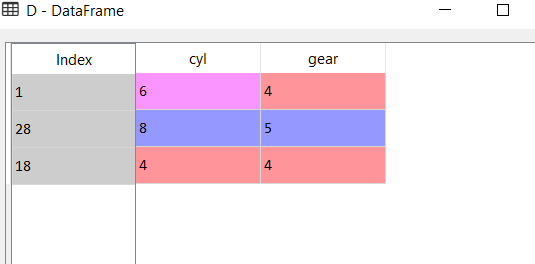 D - DataFrame
Index cyl gear
1 6 4
28 8 5
18 4 4